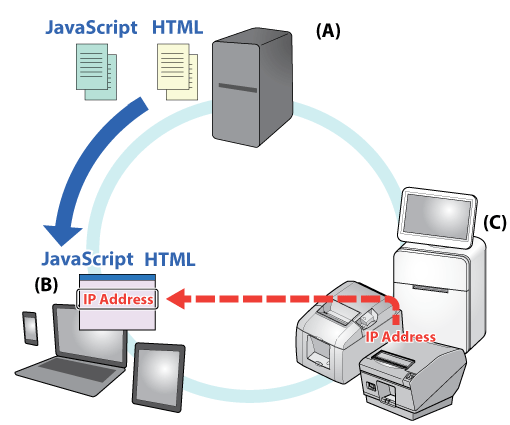 JavaScript HTML
(A)
(C)
JavaScript HTML
(B)
IP Address
IP Address